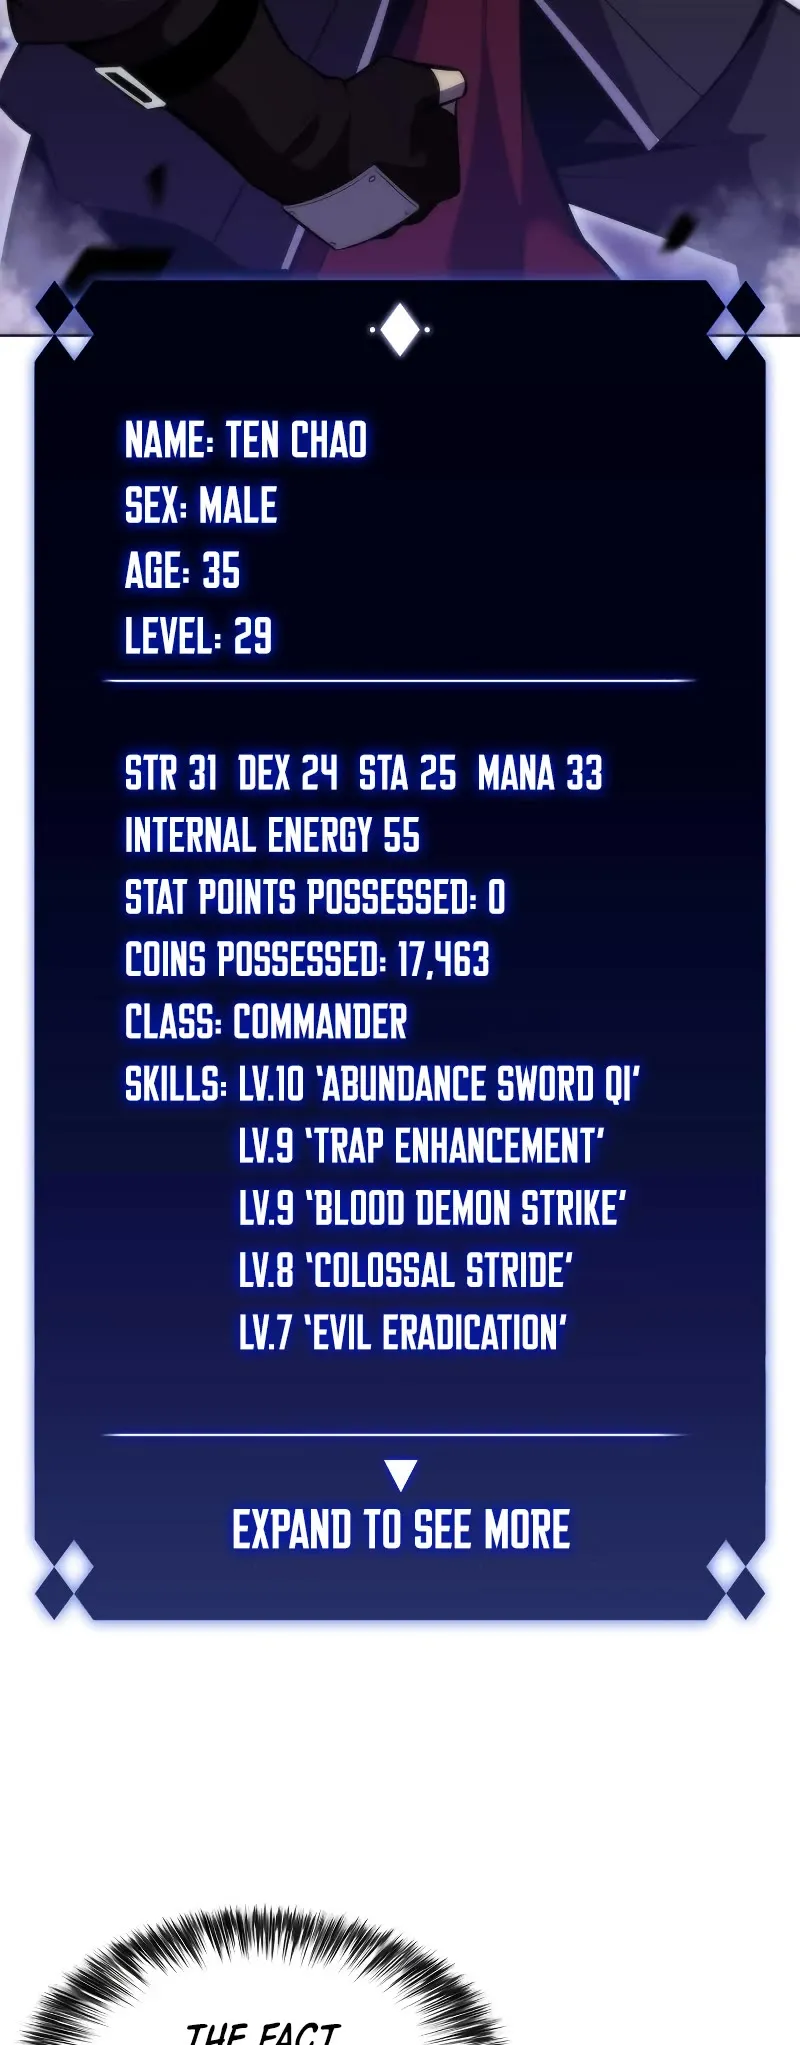 NAME: TEN CHAO
SEX: MALE
AGE: 35
LEVEL: 29
STR 31 DEX 24 STA 25 MANA 33
INTERNAL ENERGY 55
STAT POINTS POSSESSED: 0
COINS POSSESSED: 17,463
CLASS: COMMANDER
SKILLS: LV.10 'ABUNDANCE SWORD QI'
LV.9 'TRAP ENHANCEMENT'
LV.9 'BLOOD DEMON STRIKE'
LV.8 'COLOSSAL STRIDE'
LV.7 'EVIL ERADICATION'
EXPAND TO SEE MORE
THE FACT